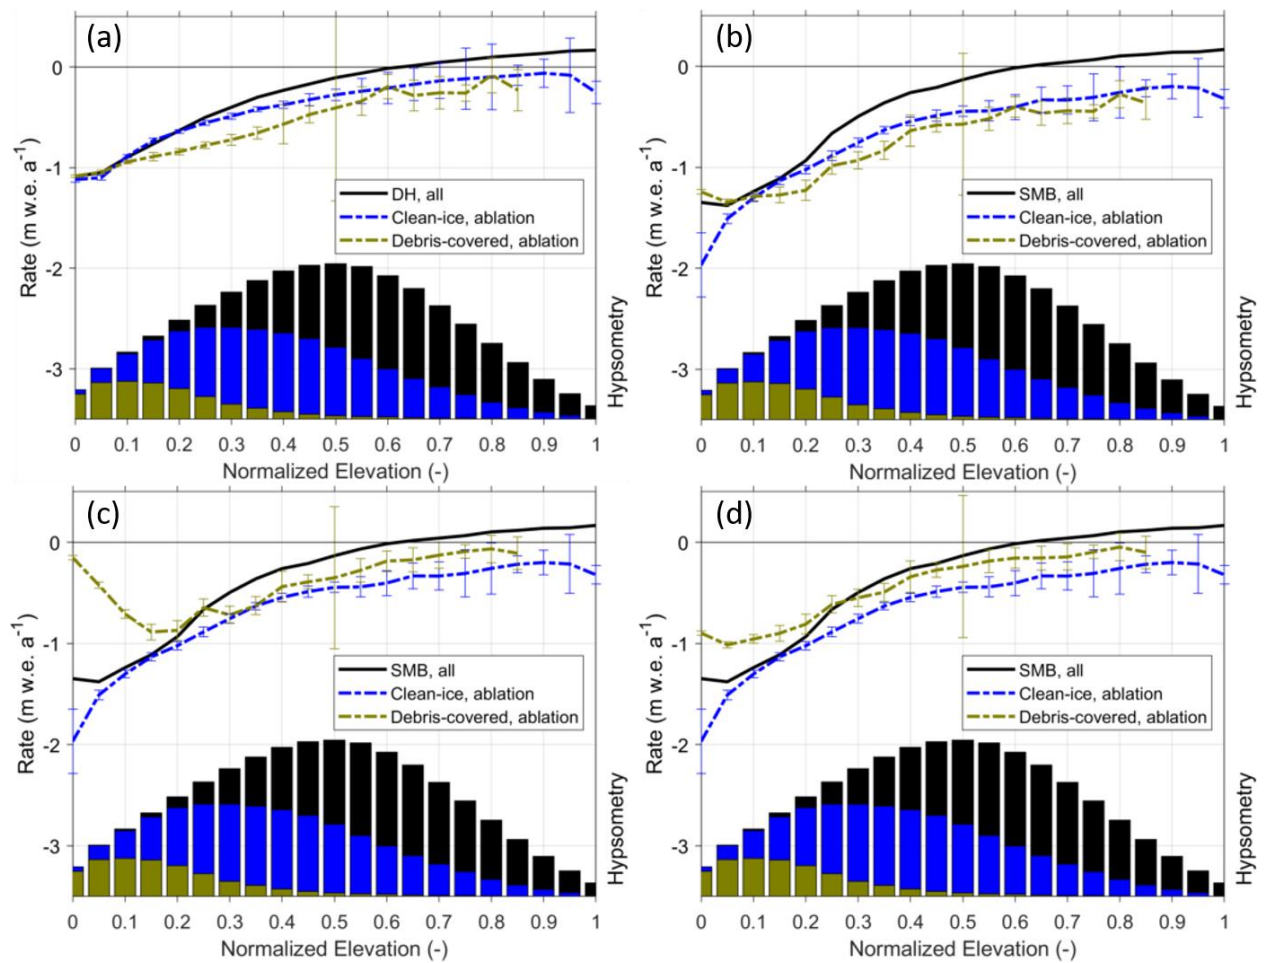 (a)
0
-1
-2
-3
Rate (m w.e. a⁻¹)
DH, all
Clean-ice, ablation
Debris-covered, ablation
Hypsometry
0 0.1 0.2 0.3 0.4 0.5 0.6 0.7 0.8 0.9 1
Normalized Elevation (-)
(b)
0
-1
-2
-3
Rate (m w.e. a⁻¹)
SMB, all
Clean-ice, ablation
Debris-covered, ablation
Hypsometry
0 0.1 0.2 0.3 0.4 0.5 0.6 0.7 0.8 0.9 1
Normalized Elevation (-)
(c)
0
-1
-2
-3
Rate (m w.e. a⁻¹)
SMB, all
Clean-ice, ablation
Debris-covered, ablation
Hypsometry
0 0.1 0.2 0.3 0.4 0.5 0.6 0.7 0.8 0.9 1
Normalized Elevation (-)
(d)
0
-1
-2
-3
Rate (m w.e. a⁻¹)
SMB, all
Clean-ice, ablation
Debris-covered, ablation
Hypsometry
0 0.1 0.2 0.3 0.4 0.5 0.6 0.7 0.8 0.9 1
Normalized Elevation (-)